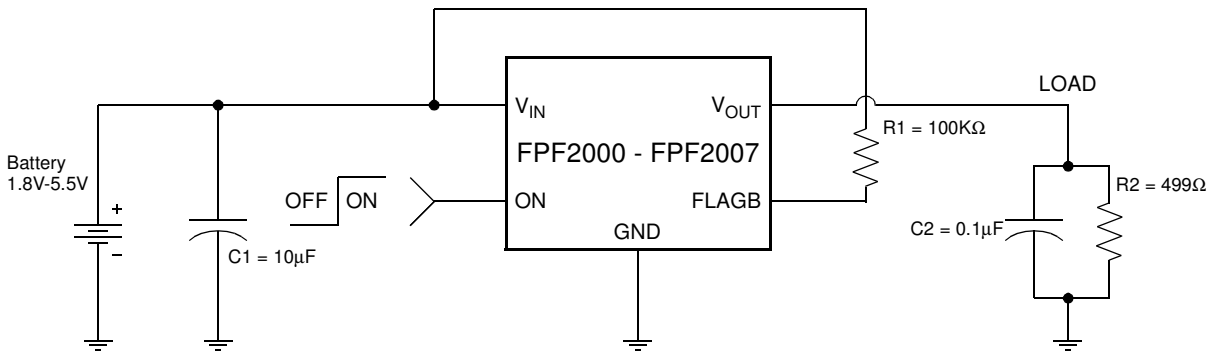 LOAD
V_IN
V_OUT
R1 = 100KΩ
FPF2000 - FPF2007
Battery
1.8V-5.5V
+
−
OFF
ON
ON
FLAGB
GND
R2 = 499Ω
C1 = 10μF
C2 = 0.1μF